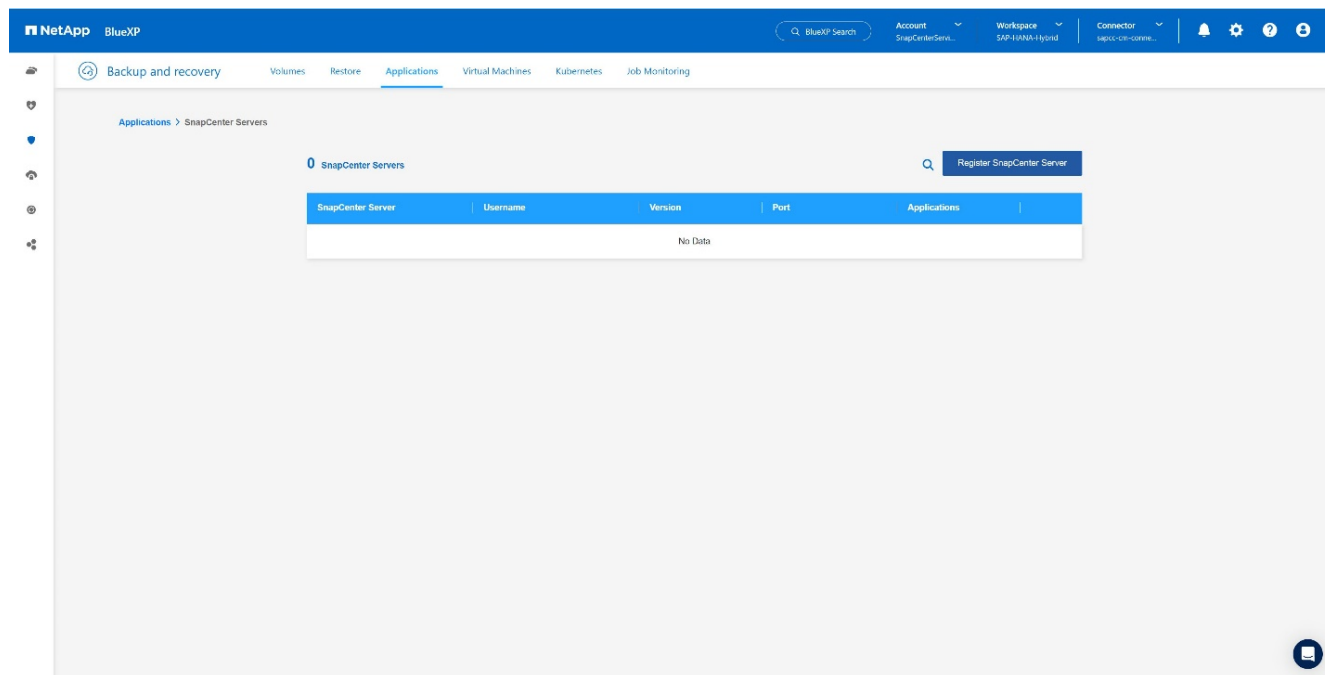 NetApp BlueXP
BlueXP Search
Account
SnapCenterServi...
Workspace
SAP-HANA-Hybrid
Connector
sapcc-cm-conne...
Backup and recovery Volumes Restore Applications Virtual Machines Kubernetes Job Monitoring
Applications > SnapCenter Servers
0 SnapCenter Servers
Register SnapCenter Server
SnapCenter Server Username Version Port Applications
No Data